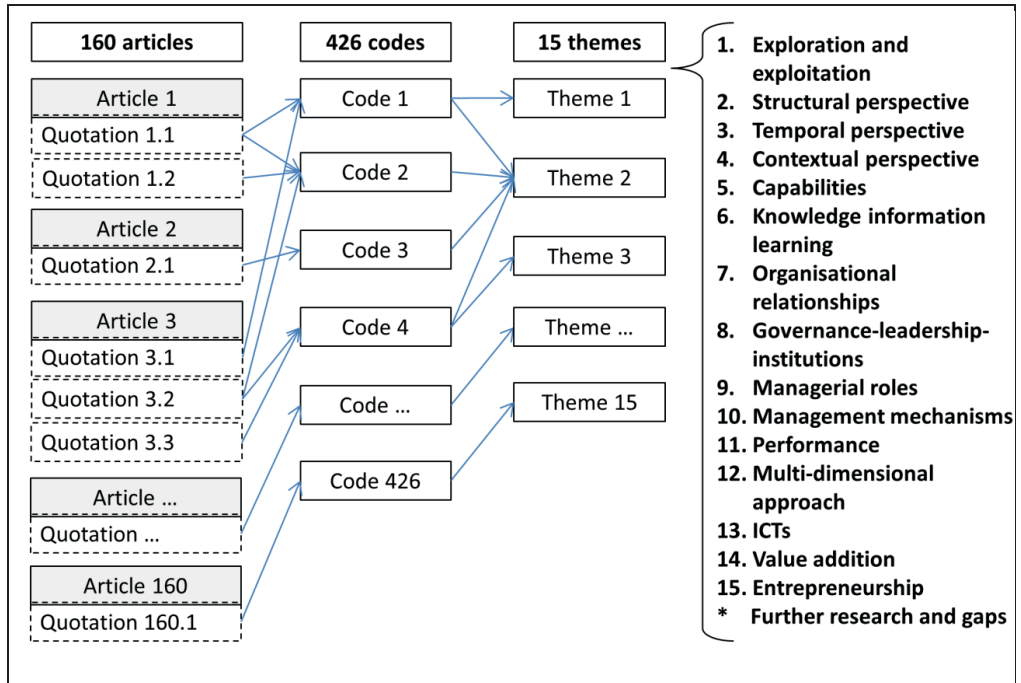 160 articles
426 codes
15 themes
Article 1
Quotation 1.1
Quotation 1.2
Article 2
Quotation 2.1
Article 3
Quotation 3.1
Quotation 3.2
Quotation 3.3
Article ...
Quotation ...
Article 160
Quotation 160.1
Code 1
Code 2
Code 3
Code 4
Code ...
Code 426
Theme 1
Theme 2
Theme 3
Theme ...
Theme 15
1. Exploration and
exploitation
2. Structural perspective
3. Temporal perspective
4. Contextual perspective
5. Capabilities
6. Knowledge information
learning
7. Organisational
relationships
8. Governance-leadership-
institutions
9. Managerial roles
10. Management mechanisms
11. Performance
12. Multi-dimensional
approach
13. ICTs
14. Value addition
15. Entrepreneurship
* Further research and gaps